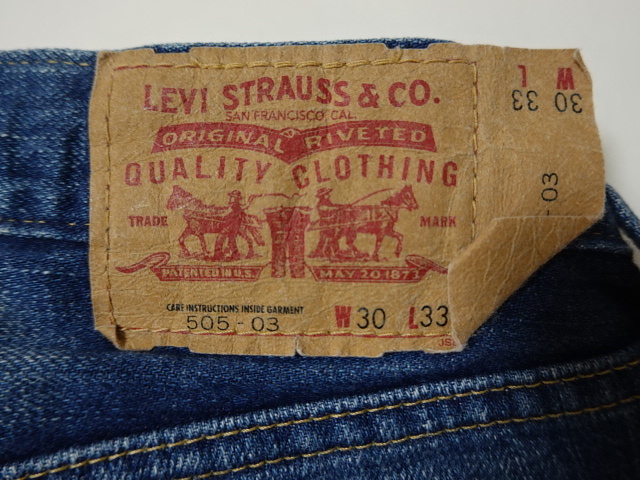 LEVI STRAUSS & CO.
SAN FRANCISCO, CAL.
ORIGINAL RIVETED
QUALITY CLOTHING
TRADE MARK
PATENTED IN U.S. MAY 20 1877
CARE INSTRUCTIONS INSIDE GARMENT
505-03 W30 L33
W L
30 33
-03